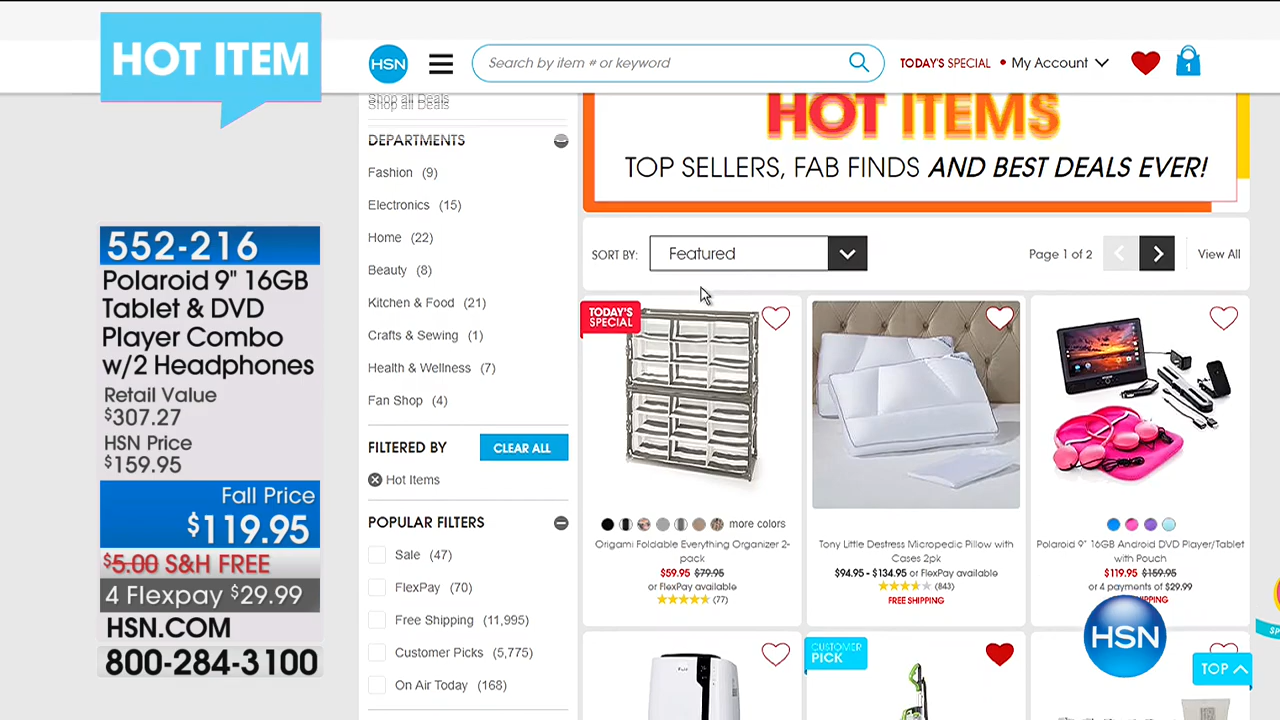 HOT ITEM
HSN
Search by item # or keyword
TODAY'S SPECIAL
My Account
1
Shop all Deals
DEPARTMENTS
Fashion (9)
Electronics (15)
Home (22)
Beauty (8)
Kitchen & Food (21)
Crafts & Sewing (1)
Health & Wellness (7)
Fan Shop (4)
FILTERED BY
CLEAR ALL
Hot Items
POPULAR FILTERS
Sale (47)
FlexPay (70)
Free Shipping (11,995)
Customer Picks (5,775)
On Air Today (168)
HOT ITEMS
TOP SELLERS, FAB FINDS AND BEST DEALS EVER!
SORT BY:
Featured
Page 1 of 2
View All
TODAY'S
SPECIAL
more colors
Origami Foldable Everything Organizer 2-
pack
$59.95 $79.95
or FlexPay available
(77)
Tony Little Destress Micropedic Pillow with
Cases 2pk
$94.95 - $134.95 or FlexPay available
(843)
FREE SHIPPING
Polaroid 9" 16GB Android DVD Player/Tablet
with Pouch
$119.95 $159.95
or 4 payments of $29.99
CUSTOMER
PICK
HSN
TOP
552-216
Polaroid 9" 16GB
Tablet & DVD
Player Combo
w/2 Headphones
Retail Value
$307.27
HSN Price
$159.95
Fall Price
$119.95
$5.00 S&H FREE
4 Flexpay $29.99
HSN.COM
800-284-3100